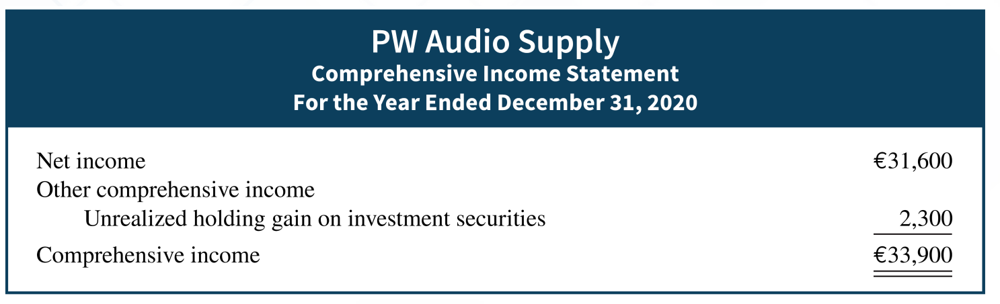 PW Audio Supply
Comprehensive Income Statement
For the Year Ended December 31, 2020
Net income €31,600
Other comprehensive income
Unrealized holding gain on investment securities 2,300
Comprehensive income €33,900